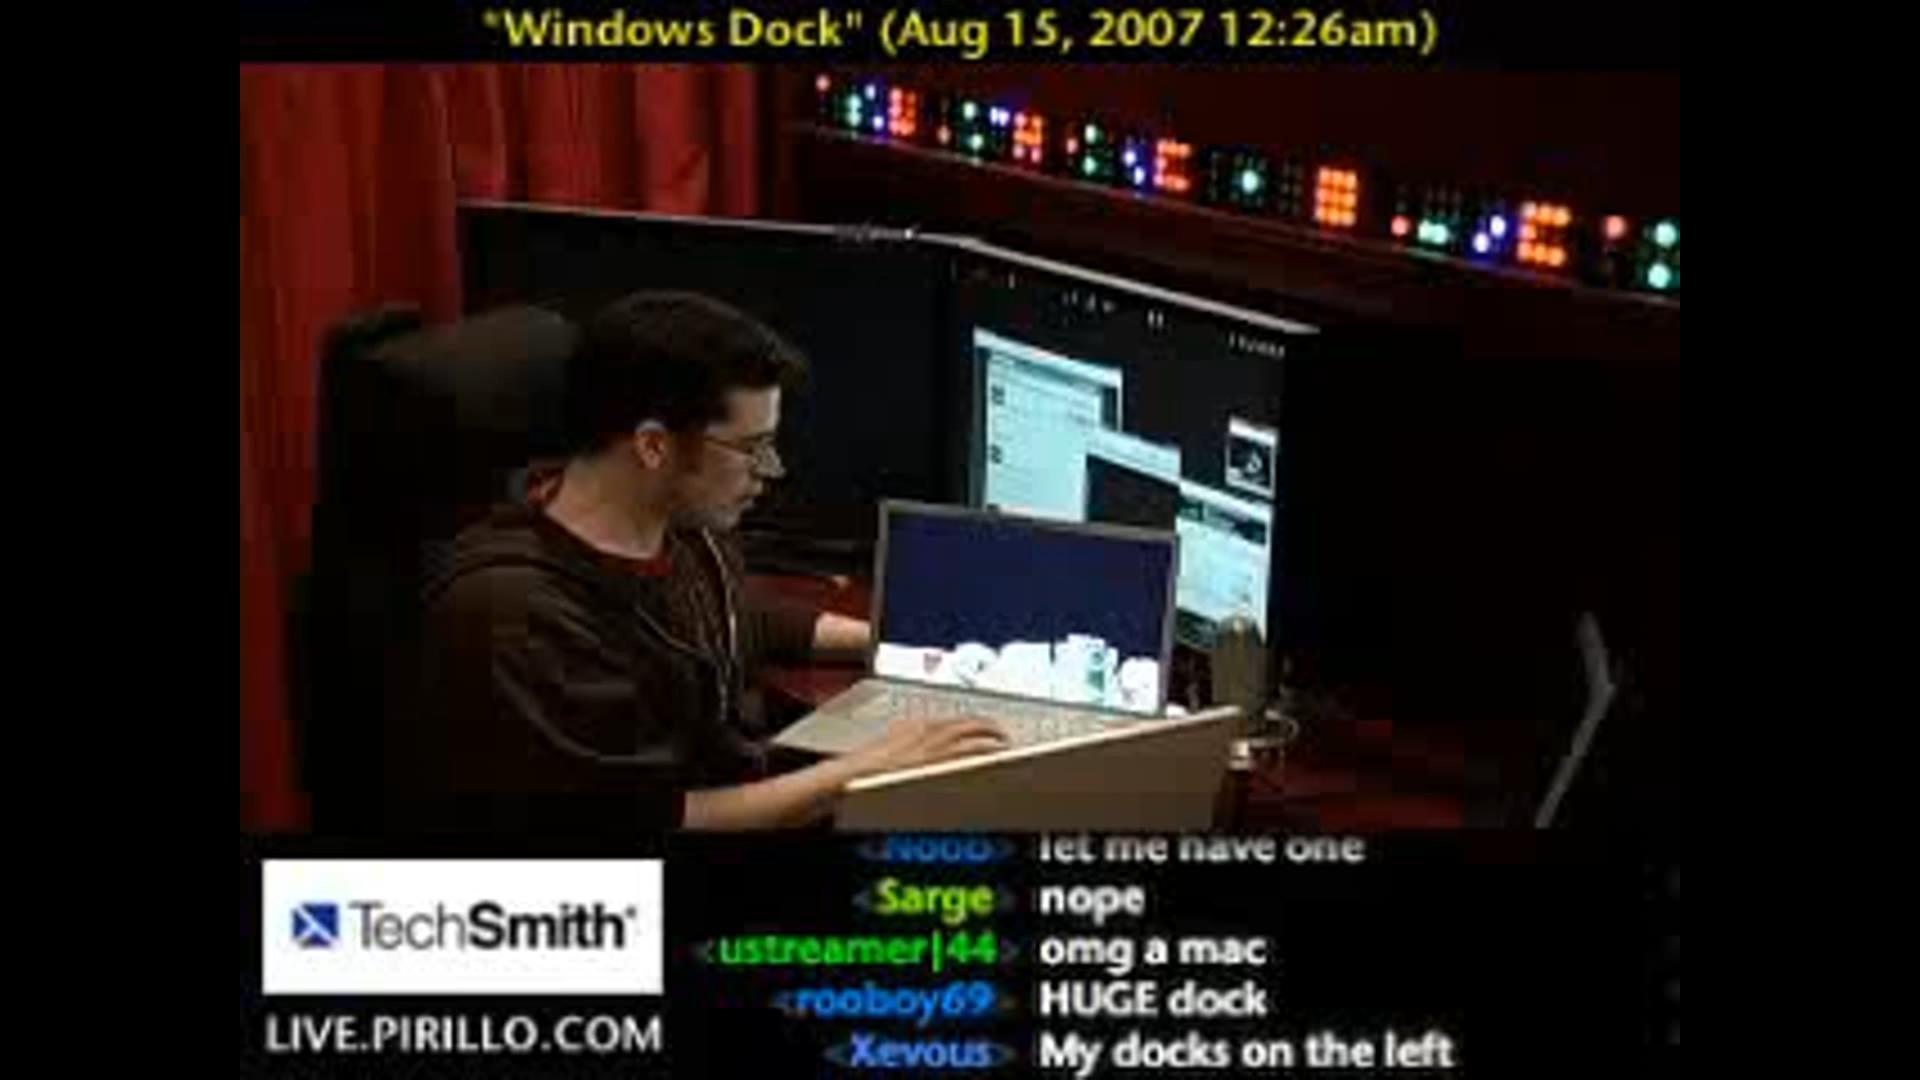 "Windows Dock" (Aug 15, 2007 12:26am)
<Noob> let me have one
<Sarge> nope
<ustreamer|44> omg a mac
<rooboy69> HUGE dock
<Xevous> My docks on the left
TechSmith
LIVE.PIRILLO.COM